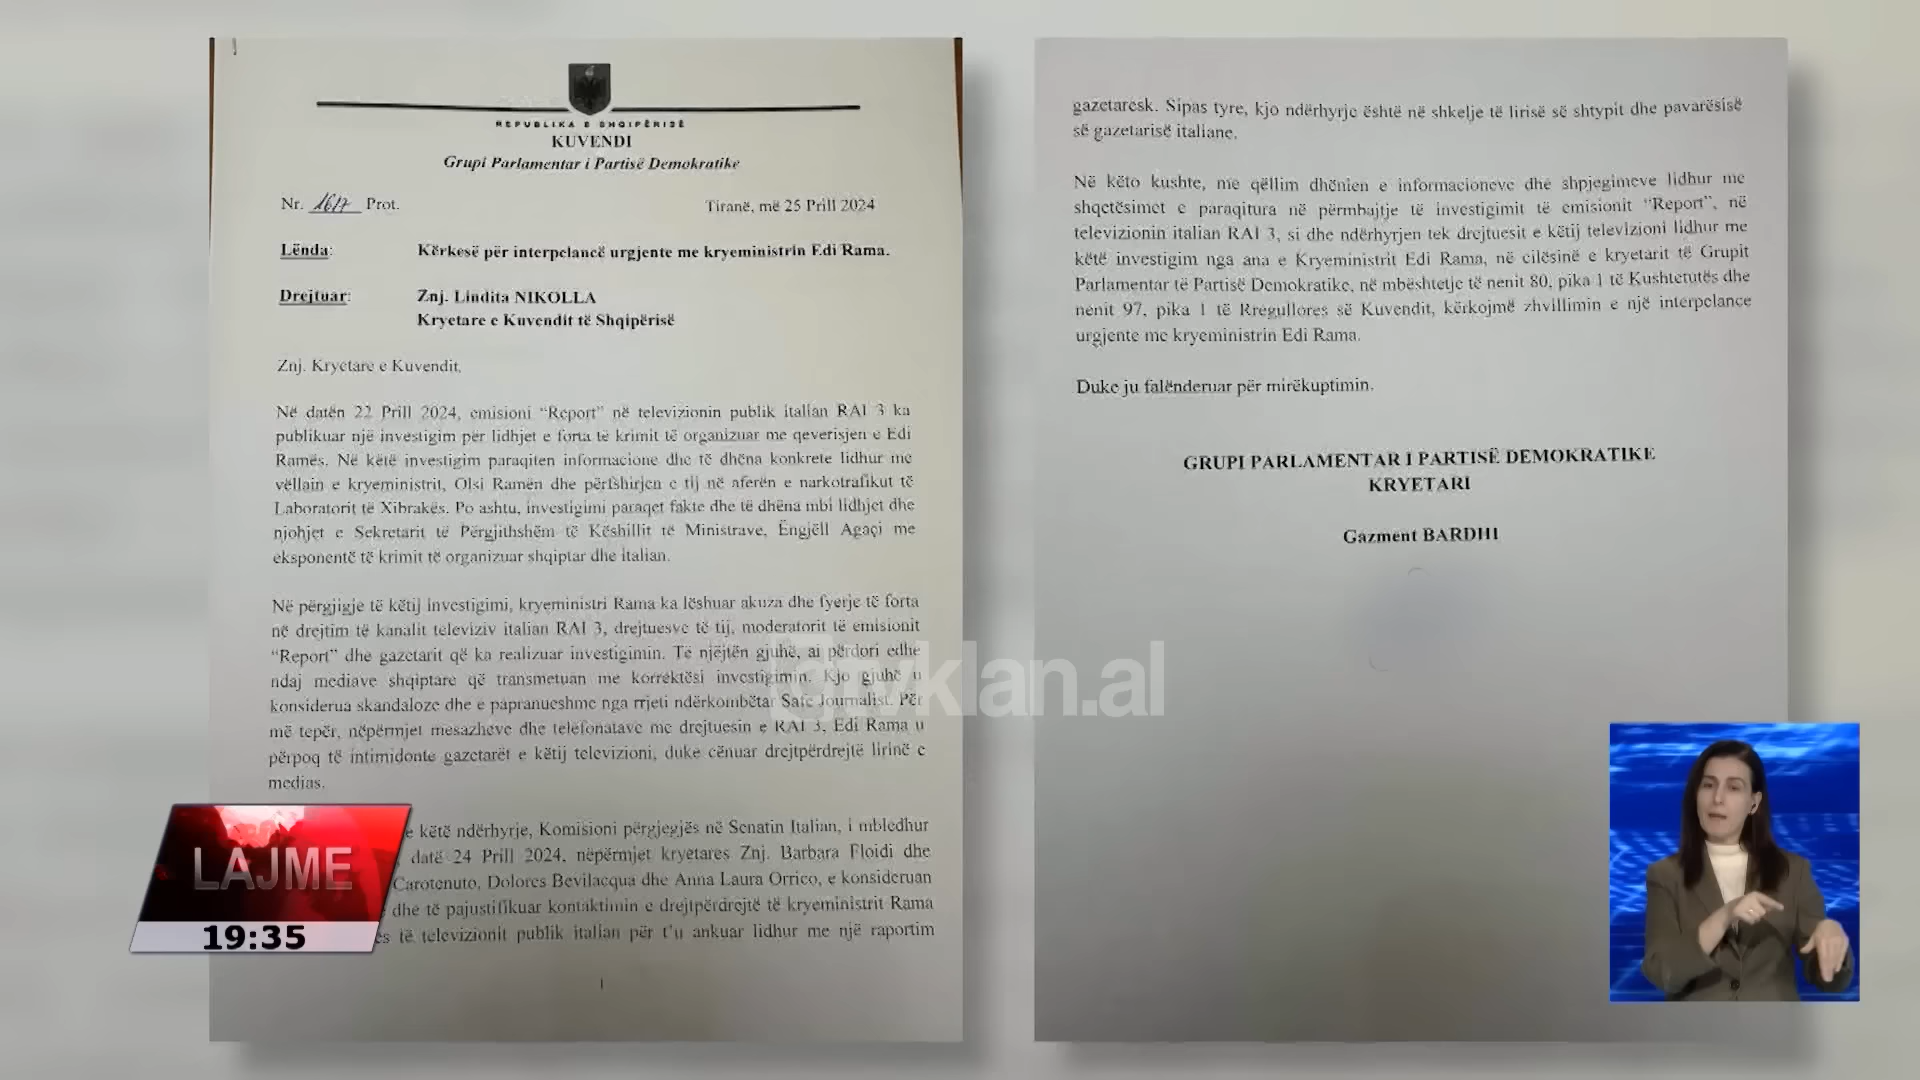 REPUBLIKA E SHQIPËRISË
KUVENDI
Grupi Parlamentar i Partisë Demokratike
Nr. 1617 Prot.
Tiranë, më 25 Prill 2024
Lënda: Kërkesë për interpelancë urgjente me kryeministrin Edi Rama.
Drejtuar: Znj. Lindita NIKOLLA
Kryetare e Kuvendit të Shqipërisë
Znj. Kryetare e Kuvendit,
Në datën 22 Prill 2024, emisioni “Report” në televizionin publik italian RAI 3 ka
publikuar një investigim për lidhjet e forta të krimit të organizuar me qeverisjen e Edi
Ramës. Në këtë investigim paraqiten informacione dhe të dhëna konkrete lidhur me
vëllain e kryeministrit, Olsi Ramën dhe përfshirjen e tij në aferën e narkotrafikut të
Laboratorit të Xibrakës. Po ashtu, investigimi paraqet fakte dhe të dhëna mbi lidhjet dhe
njohjet e Sekretarit të Përgjithshëm të Këshillit të Ministrave, Ëngjëll Agaçi me
eksponentë të krimit të organizuar shqiptar dhe italian.
Në përgjigje të këtij investigimi, kryeministri Rama ka lëshuar akuza dhe fyerje të forta
në drejtim të kanalit televiziv italian RAI 3, drejtuesve të tij, moderatorit të emisionit
“Report” dhe gazetarit që ka realizuar investigimin. Të njëjtën gjuhë, ai përdori edhe
ndaj mediave shqiptare që transmetuan me korrektësi investigimin. Kjo gjuhë u
konsiderua skandaloze dhe e papranueshme nga rrjeti ndërkombëtar Safe Journalist. Për
më tepër, nëpërmjet mesazheve dhe telefonatave me drejtuesin e RAI 3, Edi Rama u
përpoq të intimidonte gazetarët e këtij televizioni, duke cënuar drejtpërdrejtë lirinë e
medias.
e këtë ndërhyrje, Komisioni përgjegjës në Senatin Italian, i mbledhur
datë 24 Prill 2024, nëpërmjet kryetares Znj. Barbara Floidi dhe
Carotenuto, Dolores Bevilacqua dhe Anna Laura Orrico, e konsideruan
dhe të pajustifikuar kontaktimin e drejtpërdrejtë të kryeministrit Rama
ës të televizionit publik italian për t’u ankuar lidhur me një raportim
1
gazetaresk. Sipas tyre, kjo ndërhyrje është në shkelje të lirisë së shtypit dhe pavarësisë
së gazetarisë italiane.
Në këto kushte, me qëllim dhënien e informacioneve dhe shpjegimeve lidhur me
shqetësimet e paraqitura në përmbajtje të investigimit të emisionit “Report”, në
televizionin italian RAI 3, si dhe ndërhyrjen tek drejtuesit e këtij televizioni lidhur me
këtë investigim nga ana e Kryeministrit Edi Rama, në cilësinë e kryetarit të Grupit
Parlamentar të Partisë Demokratike, në mbështetje të nenit 80, pika 1 të Kushtetutës dhe
nenit 97, pika 1 të Rregullores së Kuvendit, kërkojmë zhvillimin e një interpelance
urgjente me kryeministrin Edi Rama.
Duke ju falënderuar për mirëkuptimin.
GRUPI PARLAMENTAR I PARTISË DEMOKRATIKE
KRYETARI
Gazment BARDHI
tvklan.al
LAJME
19:35